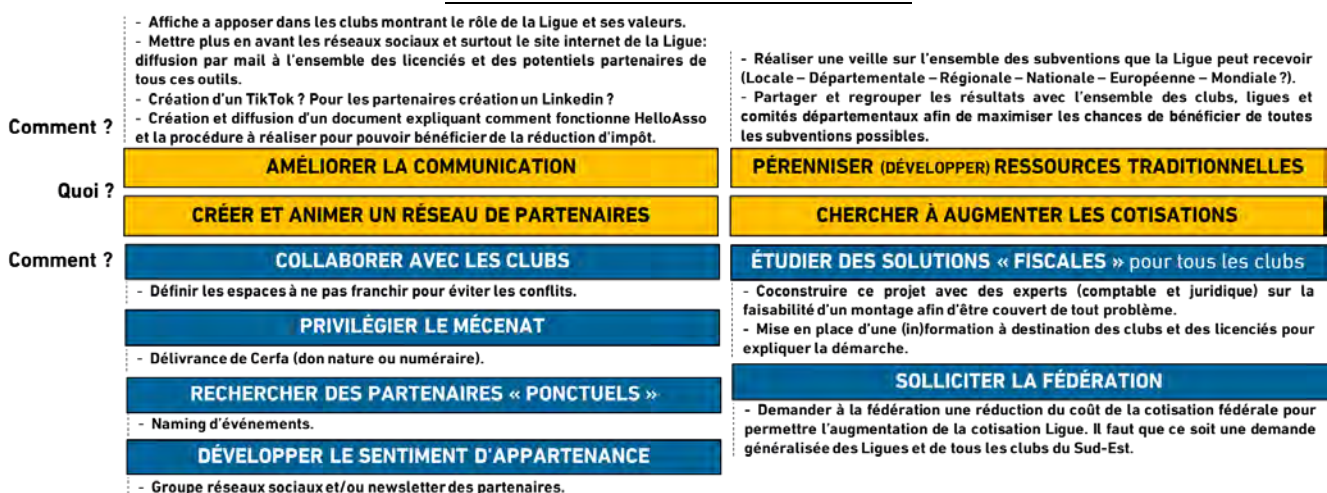 - Affiche a apposer dans les clubs montrant le rôle de la Ligue et ses valeurs.
- Mettre plus en avant les réseaux sociaux et surtout le site internet de la Ligue:
diffusion par mail à l'ensemble des licenciés et des potentiels partenaires de
tous ces outils.
- Création d'un TikTok ? Pour les partenaires création un Linkedin ?
- Création et diffusion d'un document expliquant comment fonctionne HelloAsso
et la procédure à réaliser pour pouvoir bénéficier de la réduction d'impôt.
- Réaliser une veille sur l'ensemble des subventions que la Ligue peut recevoir
(Locale – Départementale – Régionale – Nationale – Européenne – Mondiale ?).
- Partager et regrouper les résultats avec l'ensemble des clubs, ligues et
comités départementaux afin de maximiser les chances de bénéficier de toutes
les subventions possibles.
Comment ?
AMÉLIORER LA COMMUNICATION
PÉRENNISER (DÉVELOPPER) RESSOURCES TRADITIONNELLES
Quoi ?
CRÉER ET ANIMER UN RÉSEAU DE PARTENAIRES
CHERCHER À AUGMENTER LES COTISATIONS
Comment ?
COLLABORER AVEC LES CLUBS
- Définir les espaces à ne pas franchir pour éviter les conflits.
PRIVILÉGIER LE MÉCENAT
- Délivrance de Cerfa (don nature ou numéraire).
RECHERCHER DES PARTENAIRES « PONCTUELS »
- Naming d'événements.
DÉVELOPPER LE SENTIMENT D'APPARTENANCE
- Groupe réseaux sociaux et/ou newsletter des partenaires.
ÉTUDIER DES SOLUTIONS « FISCALES » pour tous les clubs
- Coconstruire ce projet avec des experts (comptable et juridique) sur la
faisabilité d'un montage afin d'être couvert de tout problème.
- Mise en place d'une (in)formation à destination des clubs et des licenciés pour
expliquer la démarche.
SOLLICITER LA FÉDÉRATION
- Demander à la fédération une réduction du coût de la cotisation fédérale pour
permettre l'augmentation de la cotisation Ligue. Il faut que ce soit une demande
généralisée des Ligues et de tous les clubs du Sud-Est.